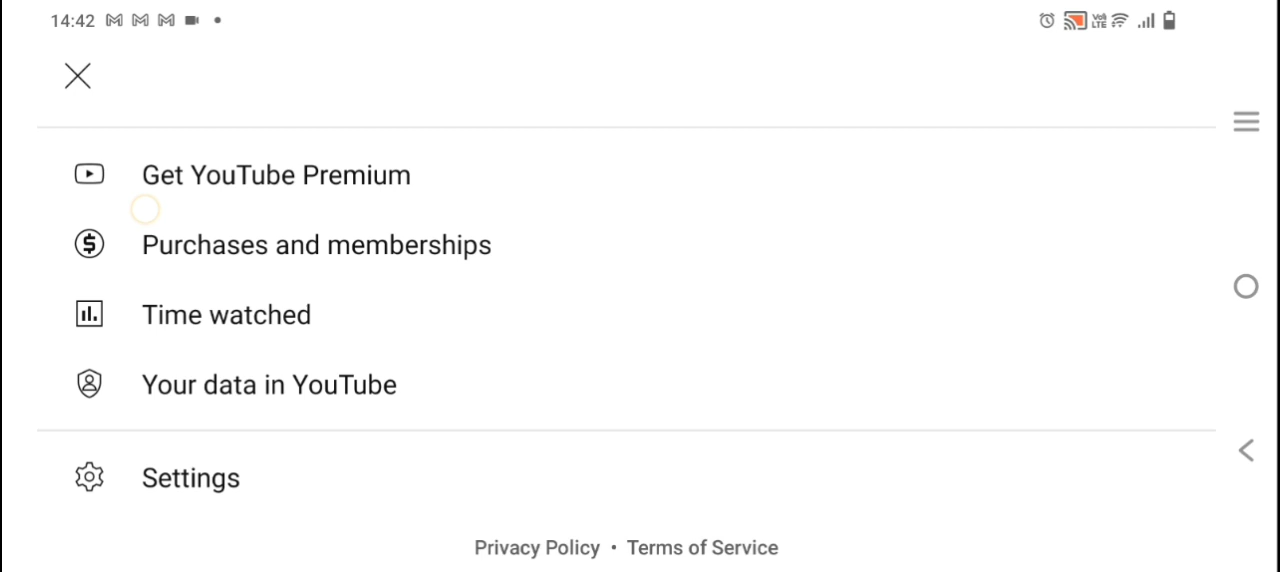 14:42
Get YouTube Premium
Purchases and memberships
Time watched
Your data in YouTube
Settings
Privacy Policy • Terms of Service